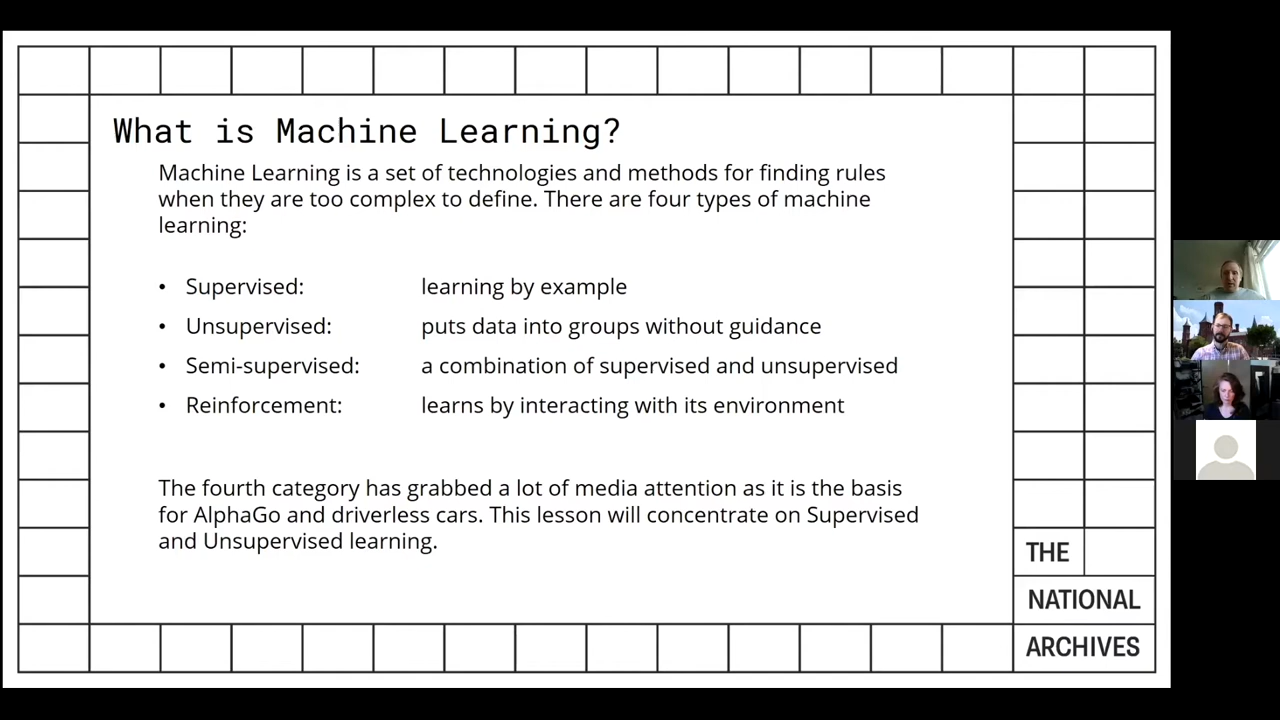 What is Machine Learning?
Machine Learning is a set of technologies and methods for finding rules
when they are too complex to define. There are four types of machine
learning:
• Supervised: learning by example
• Unsupervised: puts data into groups without guidance
• Semi-supervised: a combination of supervised and unsupervised
• Reinforcement: learns by interacting with its environment
The fourth category has grabbed a lot of media attention as it is the basis
for AlphaGo and driverless cars. This lesson will concentrate on Supervised
and Unsupervised learning.
THE
NATIONAL
ARCHIVES